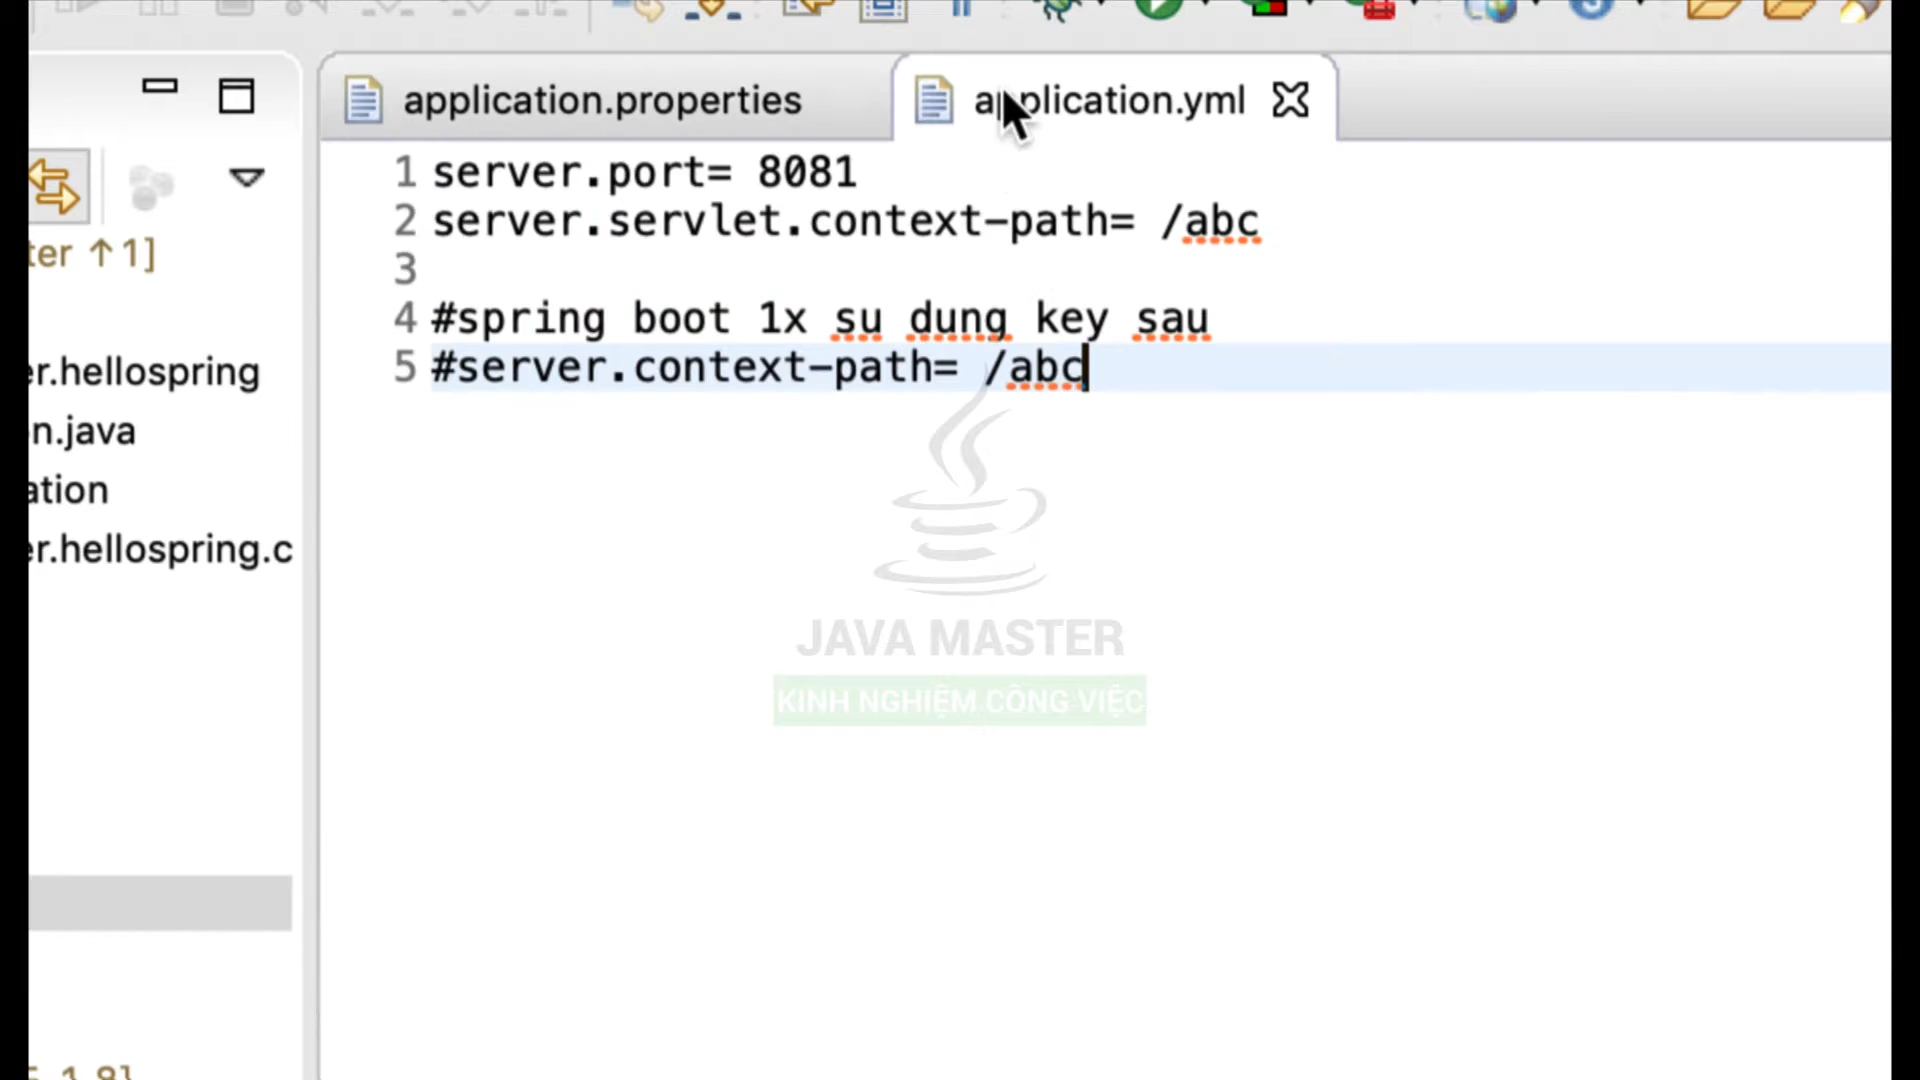 application.properties
application.yml
1 server.port= 8081
2 server.servlet.context-path= /abc
3
4 #spring boot 1x su dung key sau
5 #server.context-path= /abc
ter ↑1]
er.hellospring
n.java
ation
er.hellospring.c
JAVA MASTER
KINH NGHIỆM CÔNG VIỆC